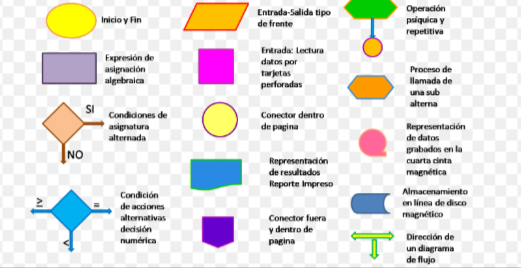 Inicio y Fin
Expresión de
asignación
algebraica
SI
NO
Condiciones de
asignatura
alternada
≥
=
<
Condición
de acciones
alternativas
decisión
numérica
Entrada-Salida tipo
de frente
Entrada: Lectura
datos por
tarjetas
perforadas
Conector dentro
de pagina
Representación
de resultados
Reporte Impreso
Conector fuera
y dentro de
pagina
Operación
psíquica y
repetitiva
Proceso de
llamada de
una sub
alterna
Representación
de datos
grabados en la
cuarta cinta
magnética
Almacenamiento
en línea de disco
magnético
Dirección de
un diagrama
de flujo